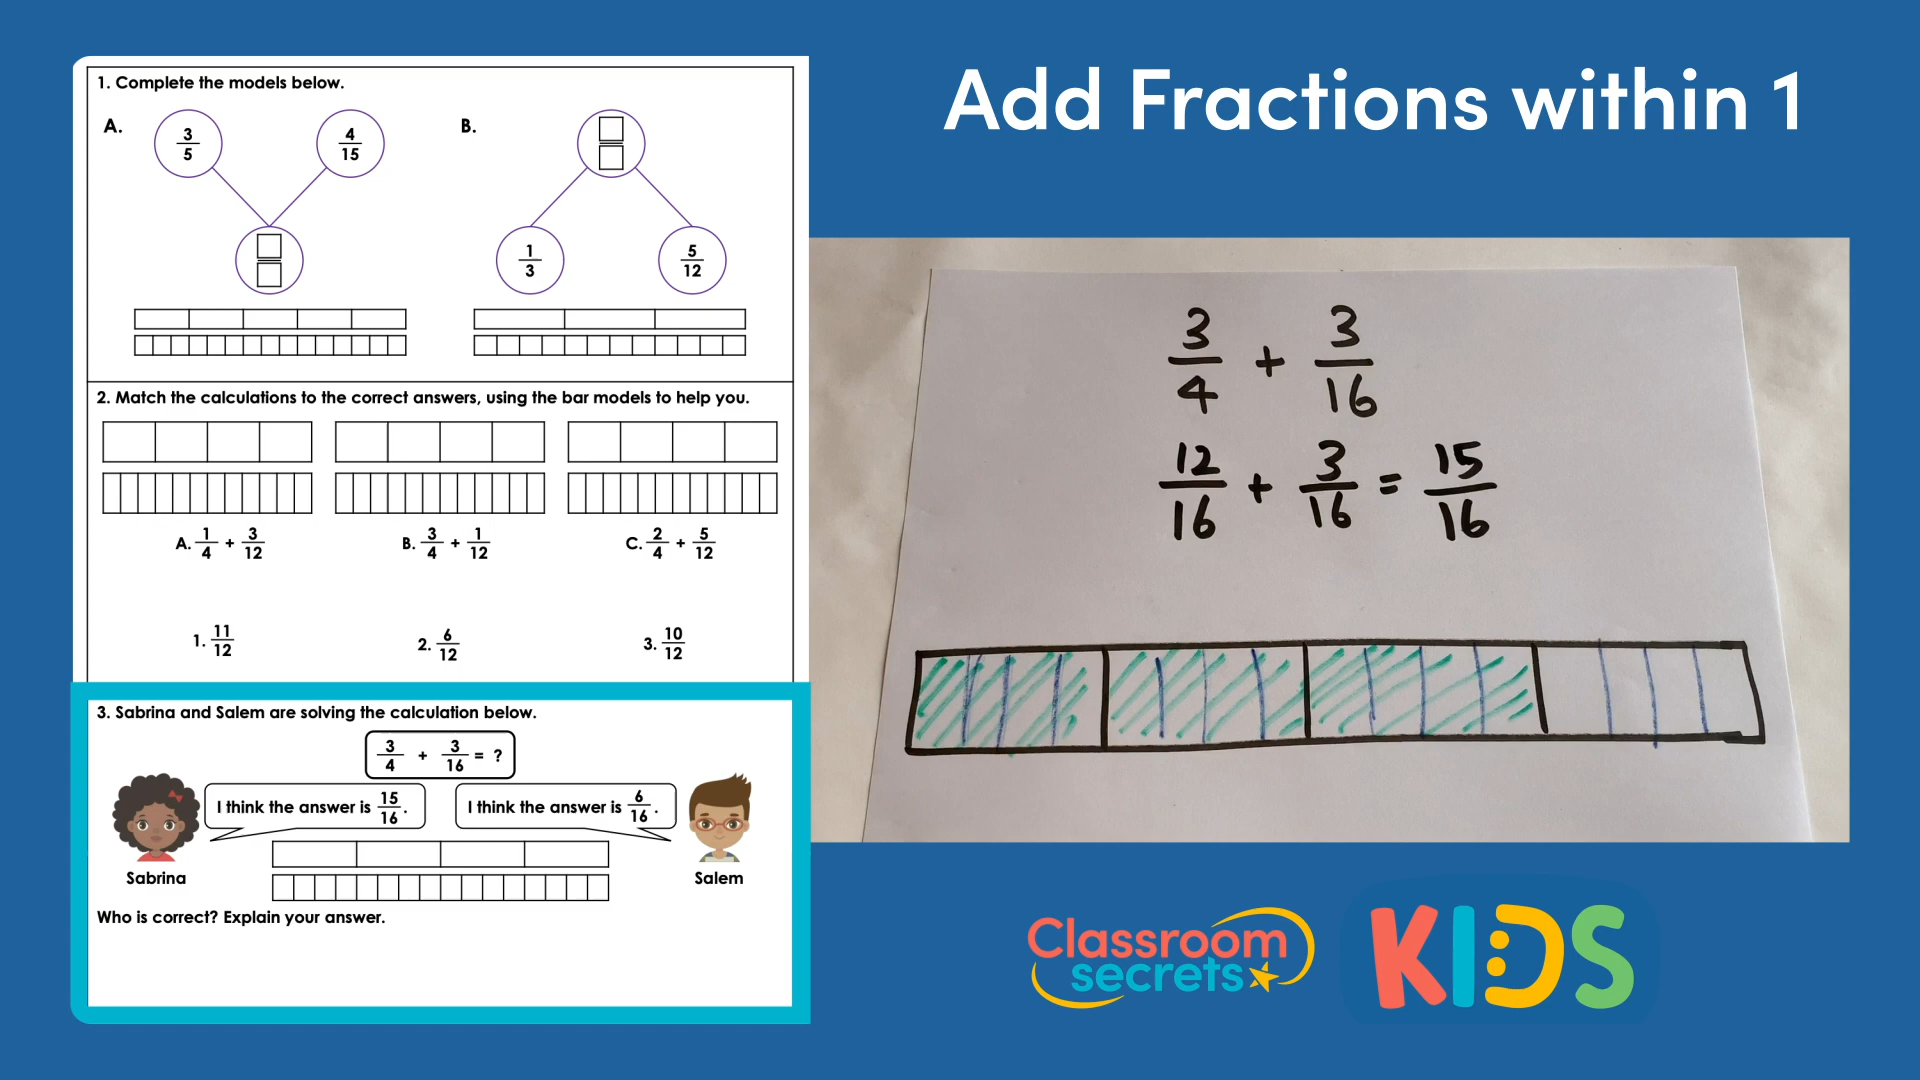 Add Fractions within 1
1. Complete the models below.
A. 3/5 4/15
B. 1/3 5/12
2. Match the calculations to the correct answers, using the bar models to help you.
A. 1/4 + 3/12
B. 3/4 + 1/12
C. 2/4 + 5/12
1. 11/12
2. 6/12
3. 10/12
3. Sabrina and Salem are solving the calculation below.
3/4 + 3/16 = ?
I think the answer is 15/16.
I think the answer is 6/16.
Sabrina
Salem
Who is correct? Explain your answer.
3/4 + 3/16
12/16 + 3/16 = 15/16
Classroom
secrets
KIDS